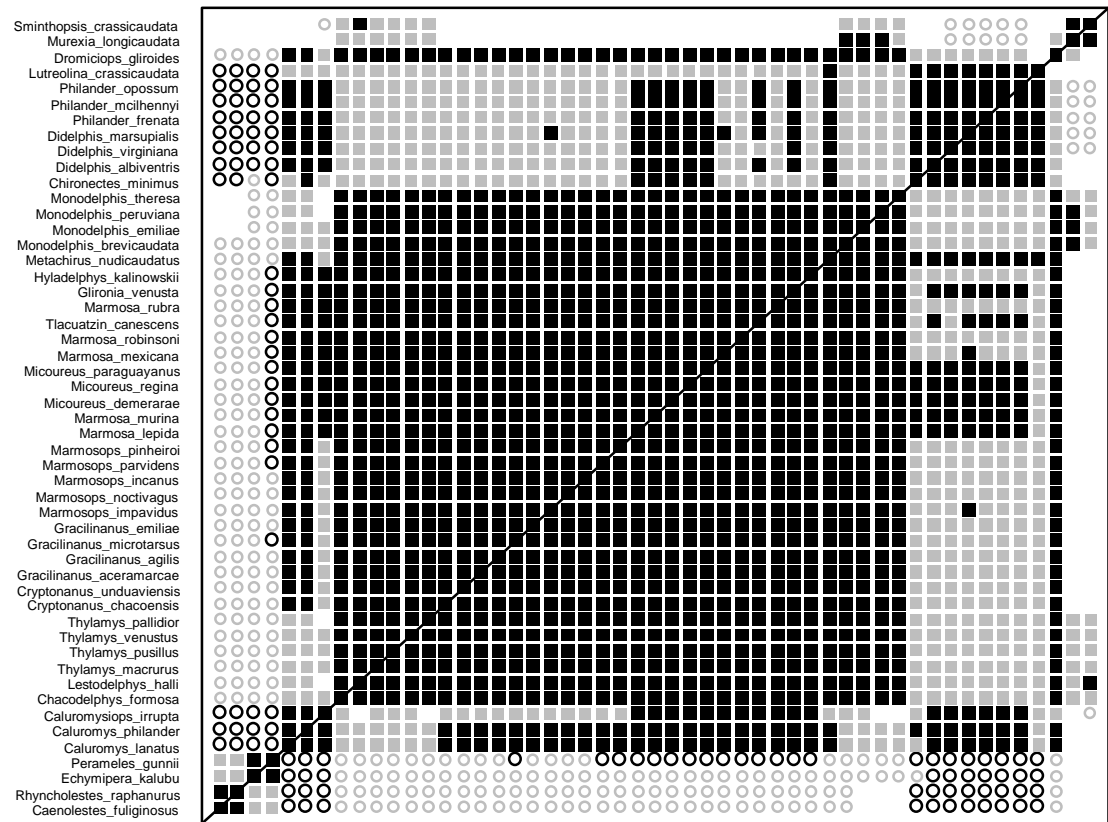 Sminthopsis_crassicaudata
Murexia_longicaudata
Dromiciops_gliroides
Lutreolina_crassicaudata
Philander_opossum
Philander_mcilhennyi
Philander_frenata
Didelphis_marsupialis
Didelphis_virginiana
Didelphis_albiventris
Chironectes_minimus
Monodelphis_theresa
Monodelphis_peruviana
Monodelphis_emiliae
Monodelphis_brevicaudata
Metachirus_nudicaudatus
Hyladelphys_kalinowskii
Glironia_venusta
Marmosa_rubra
Tlacuatzin_canescens
Marmosa_robinsoni
Marmosa_mexicana
Micoureus_paraguayanus
Micoureus_regina
Micoureus_demerarae
Marmosa_murina
Marmosa_lepida
Marmosops_pinheiroi
Marmosops_parvidens
Marmosops_incanus
Marmosops_noctivagus
Marmosops_impavidus
Gracilinanus_emiliae
Gracilinanus_microtarsus
Gracilinanus_agilis
Gracilinanus_aceramarcae
Cryptonanus_unduaviensis
Cryptonanus_chacoensis
Thylamys_pallidior
Thylamys_venustus
Thylamys_pusillus
Thylamys_macrurus
Lestodelphys_halli
Chacodelphys_formosa
Caluromysiops_irrupta
Caluromys_philander
Caluromys_lanatus
Perameles_gunnii
Echymipera_kalubu
Rhyncholestes_raphanurus
Caenolestes_fuliginosus